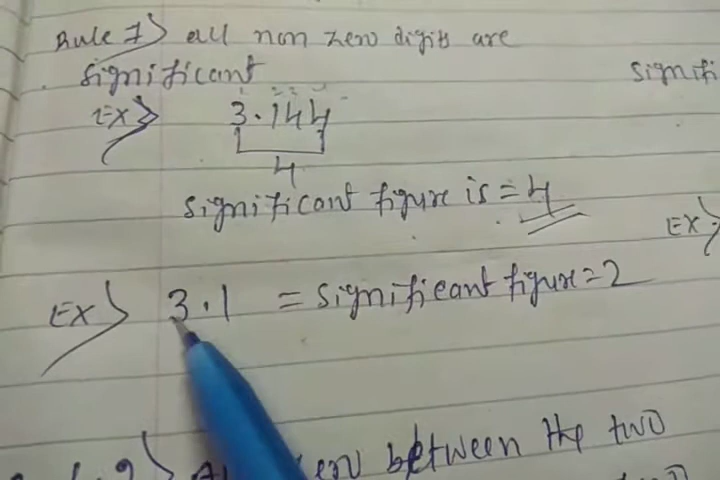 Rule 1> all non zero digits are
significant
Ex> 3.144
4
significant figure is = 4
Ex> 3.1 = significant figure = 2
between the two
signifi
Ex>